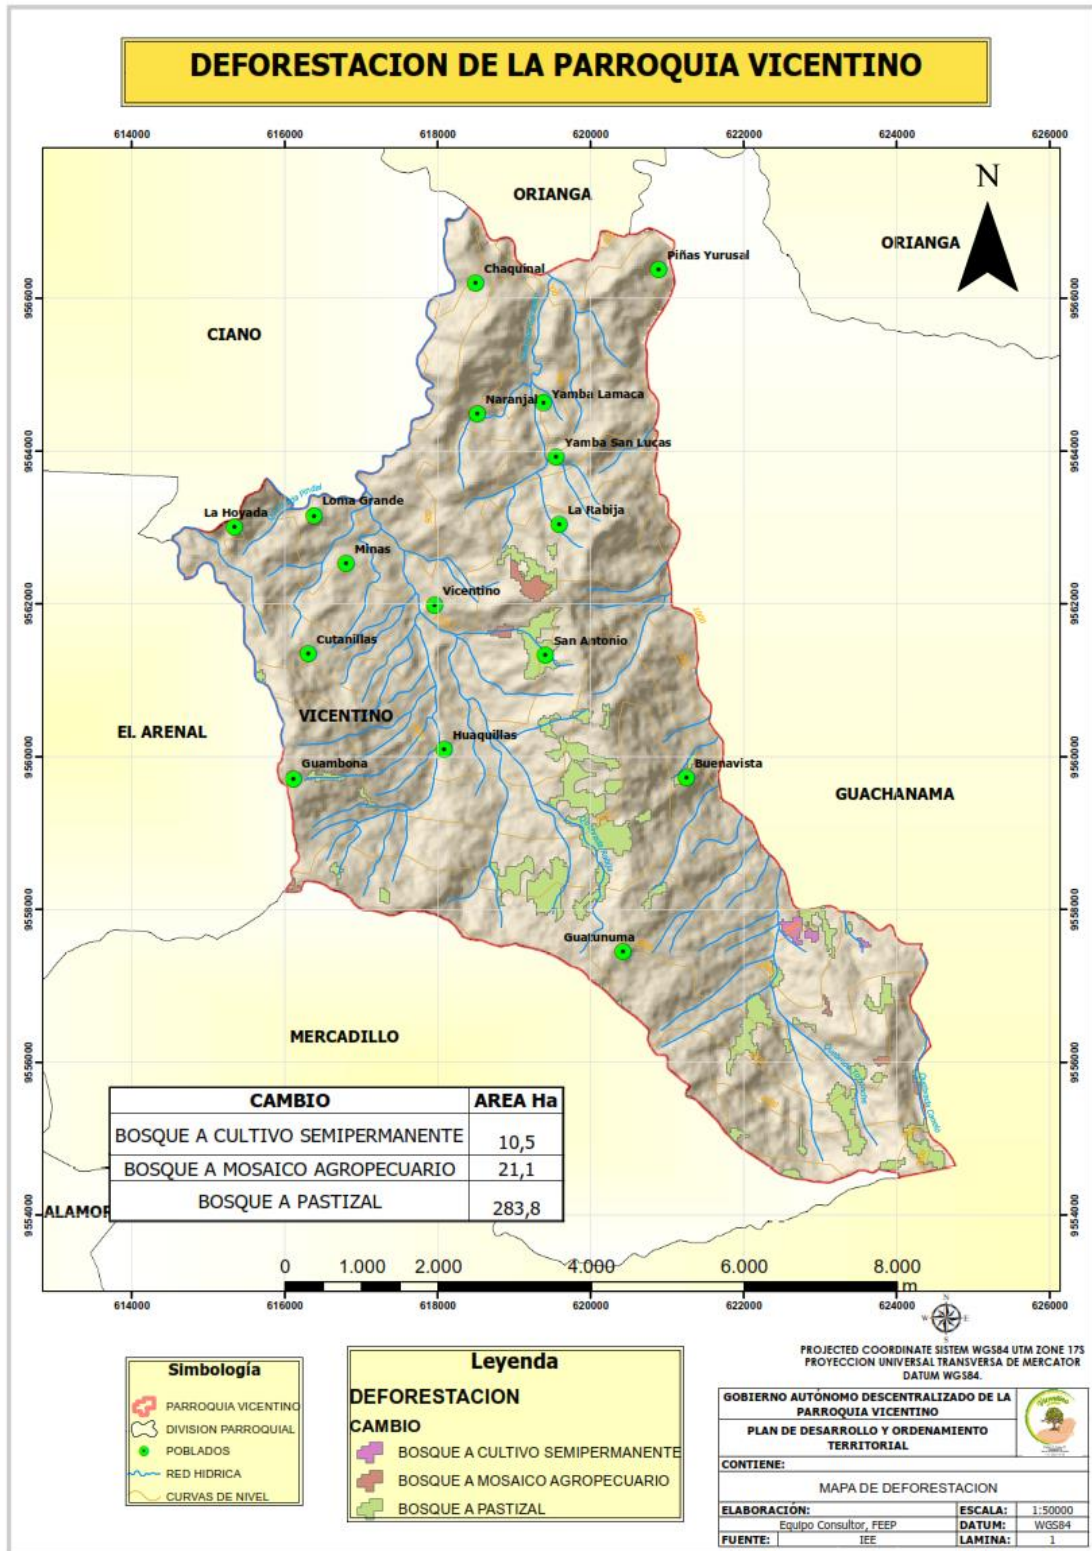 DEFORESTACION DE LA PARROQUIA VICENTINO
614000 616000 618000 620000 622000 624000 626000
ORIANGA
ORIANGA
N
Piñas Yurusal
Chaquinal
9566000 9566000
CIANO
Naranjal
Yamba Lamaca
9564000 9564000
Yamba San Lucas
La Hoyada
Loma Grande
La Rabija
Minas
Vicentino
9562000 9562000
1000
Cutanillas
San Antonio
VICENTINO
EL ARENAL
Huaquillas
9560000 9560000
Guambona
Buenavista
GUACHANAMA
Quebrada Rabija
9558000 9558000
Guatunuma
MERCADILLO
9556000 9556000
CAMBIO AREA Ha
BOSQUE A CULTIVO SEMIPERMANENTE 10,5
BOSQUE A MOSAICO AGROPECUARIO 21,1
BOSQUE A PASTIZAL 283,8
ALAMOR
9554000 9554000
0 1.000 2.000 4.000 6.000 8.000
m
614000 616000 618000 620000 622000 624000 626000
N
W E
Simbología
PARROQUIA VICENTINO
DIVISION PARROQUIAL
POBLADOS
RED HIDRICA
CURVAS DE NIVEL
Leyenda
DEFORESTACION
CAMBIO
BOSQUE A CULTIVO SEMIPERMANENTE
BOSQUE A MOSAICO AGROPECUARIO
BOSQUE A PASTIZAL
PROJECTED COORDINATE SISTEM WGS84 UTM ZONE 17S
PROYECCION UNIVERSAL TRANSVERSA DE MERCATOR
DATUM WGS84.
GOBIERNO AUTÓNOMO DESCENTRALIZADO DE LA
PARROQUIA VICENTINO
PLAN DE DESARROLLO Y ORDENAMIENTO
TERRITORIAL
Vicentino
CONTIENE:
MAPA DE DEFORESTACION
ELABORACIÓN: ESCALA: 1:50000
Equipo Consultor, FEEP DATUM: WGS84
FUENTE: IEE LAMINA: 1